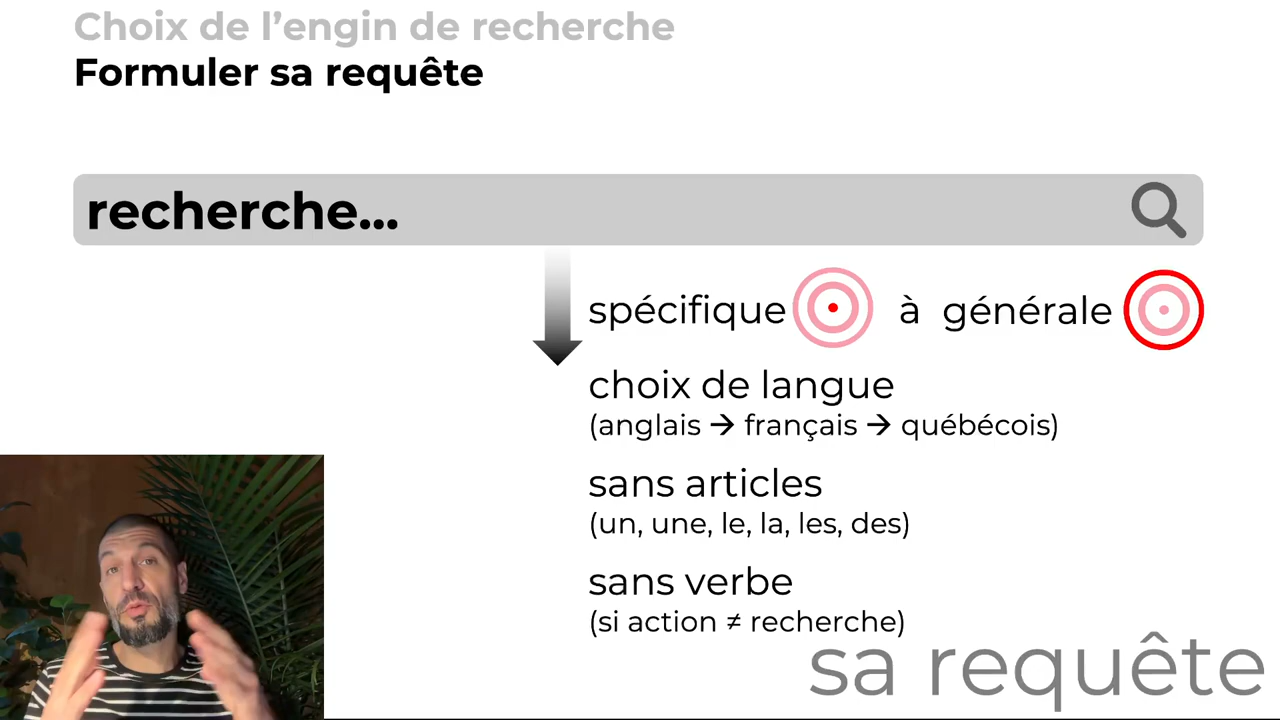 Choix de l’engin de recherche
Formuler sa requête
recherche...
spécifique à générale
choix de langue
(anglais → français → québécois)
sans articles
(un, une, le, la, les, des)
sans verbe
(si action ≠ recherche)
sa requête